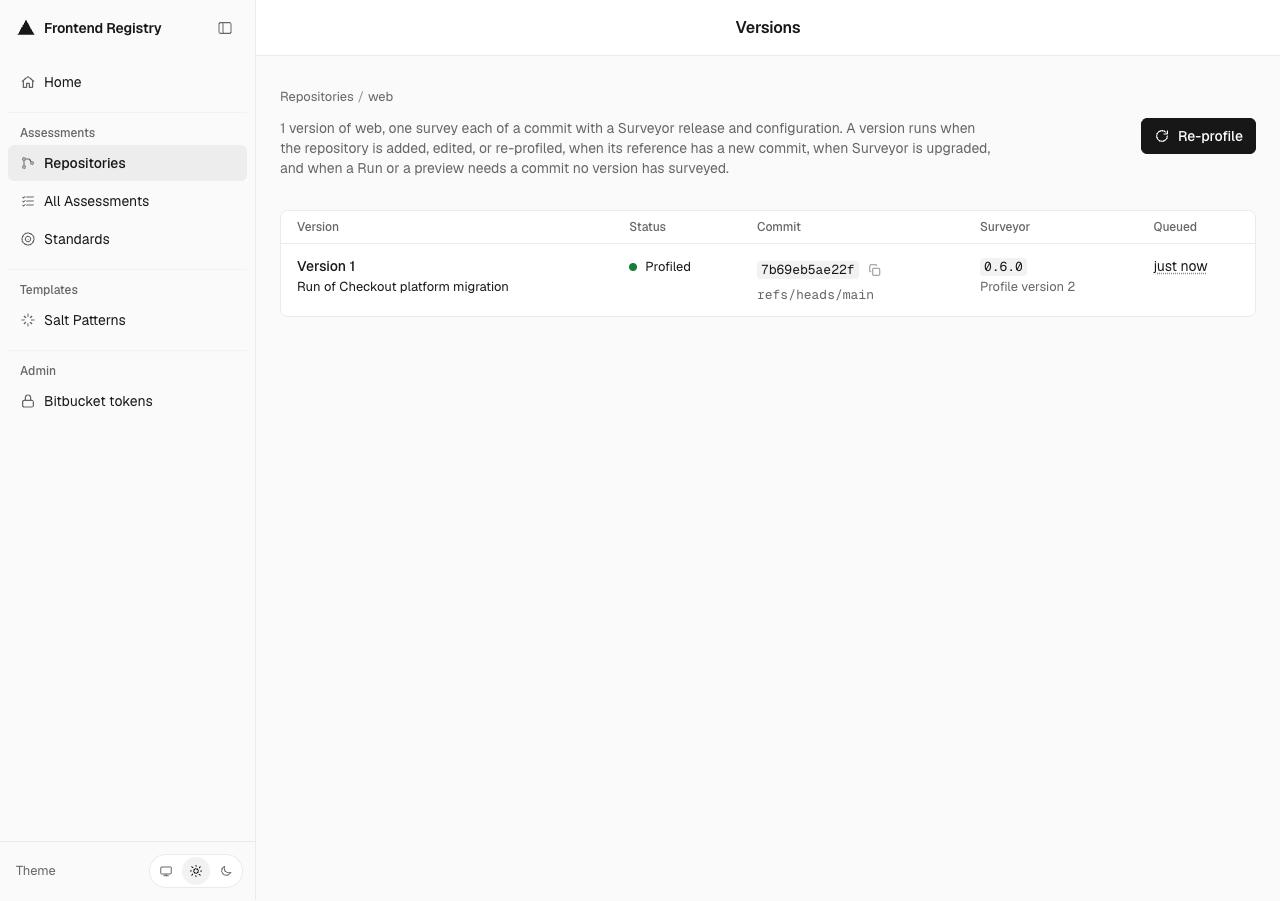 Frontend Registry
Home
Assessments
Repositories
All Assessments
Standards
Templates
Salt Patterns
Admin
Bitbucket tokens
Theme
Versions
Repositories / web
1 version of web, one survey each of a commit with a Surveyor release and configuration. A version runs when
the repository is added, edited, or re-profiled, when its reference has a new commit, when Surveyor is upgraded,
and when a Run or a preview needs a commit no version has surveyed.
Re-profile
Version Status Commit Surveyor Queued
Version 1 Profiled 7b69eb5ae22f 0.6.0 just now
Run of Checkout platform migration refs/heads/main Profile version 2